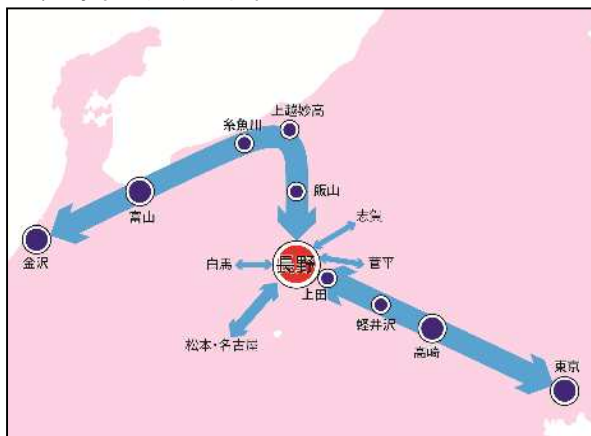 上越妙高
糸魚川
飯山
富山
志賀
金沢
白馬
長野
菅平
上田
軽井沢
松本・名古屋
高崎
東京